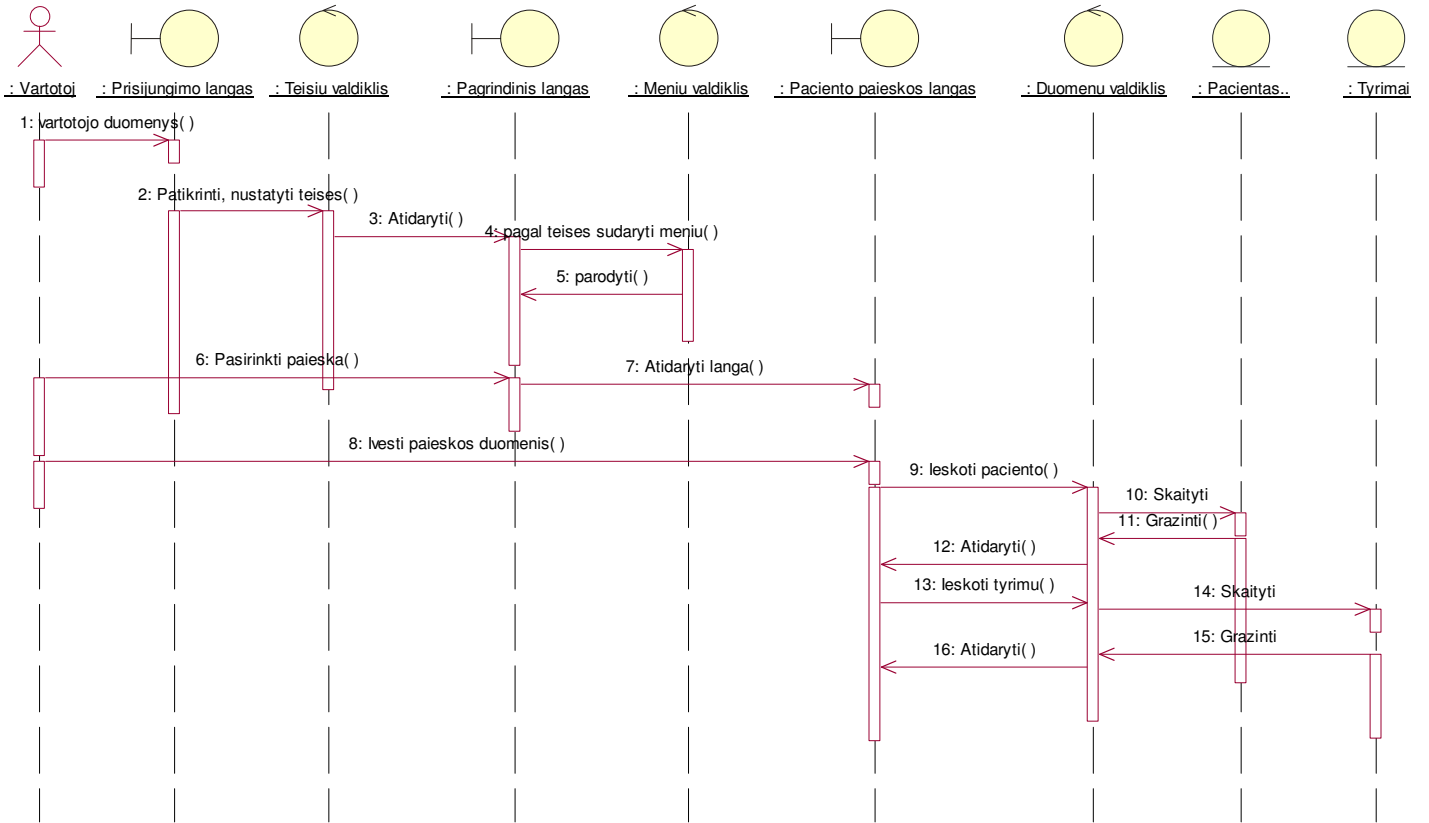 : Vartotoj
: Prisijungimo langas
: Teisiu valdiklis
: Pagrindinis langas
: Meniu valdiklis
: Paciento paieskos langas
: Duomenu valdiklis
: Pacientas..
: Tyrimai
1: vartotojo duomenys( )
2: Patikrinti, nustatyti teises( )
3: Atidaryti( )
4: pagal teises sudaryti meniu( )
5: parodyti( )
6: Pasirinkti paieska( )
7: Atidaryti langa( )
8: Ivesti paieskos duomenis( )
9: Ieskoti paciento( )
10: Skaityti
11: Grazinti( )
12: Atidaryti( )
13: Ieskoti tyrimu( )
14: Skaityti
15: Grazinti
16: Atidaryti( )